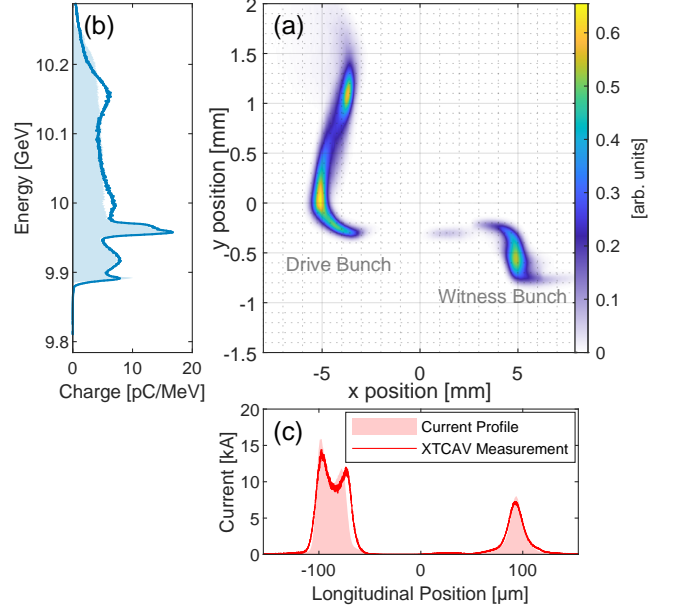 (b)
10.2
10.1
10
9.9
9.8
Energy [GeV]
0
10
20
Charge [pC/MeV]
(a)
2
1.5
1
0.5
0
-0.5
-1
-1.5
y position [mm]
Drive Bunch
Witness Bunch
-5
0
5
x position [mm]
0.6
0.5
0.4
0.3
0.2
0.1
0
[arb. units]
(c)
20
15
10
5
0
Current [kA]
Current Profile
XTCAV Measurement
-100
0
100
Longitudinal Position [μm]